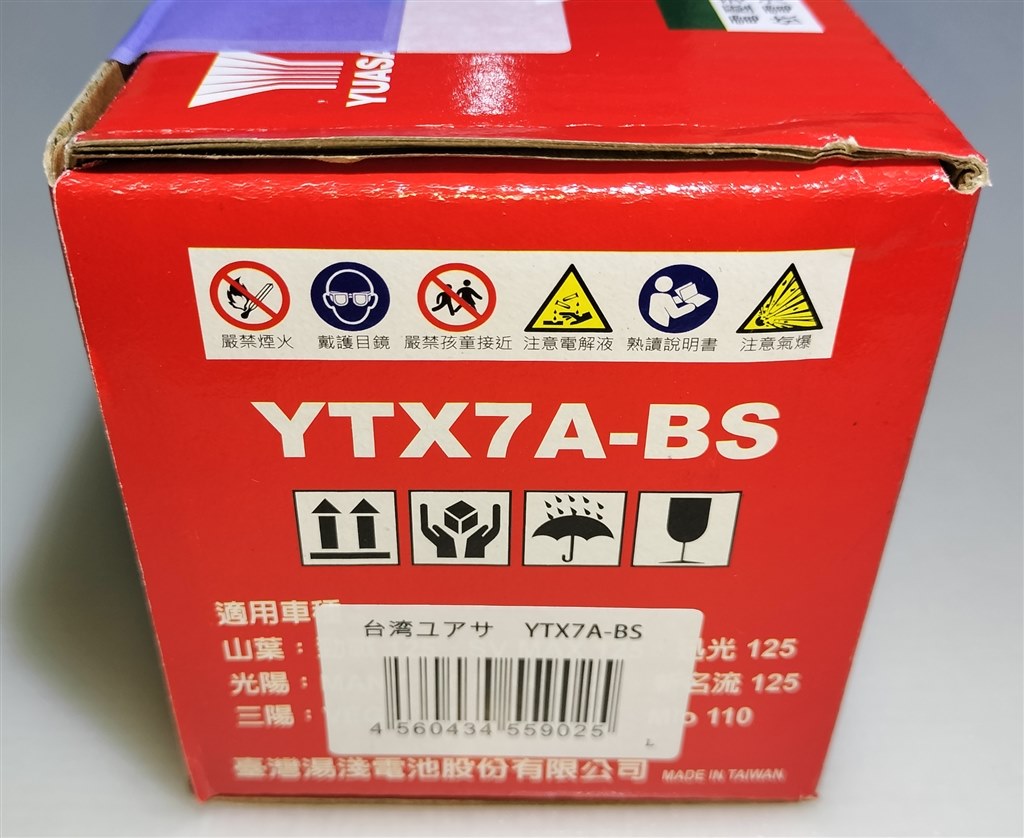 YUASA
嚴禁煙火 戴護目鏡 嚴禁孩童接近 注意電解液 熟讀說明書 注意氣爆
YTX7A-BS
適用車種
台湾ユアサ YTX7A-BS
山葉： 光 125
光陽： 名流 125
三陽： 110
4 560434 559025
L
臺灣湯淺電池股份有限公司 MADE IN TAIWAN